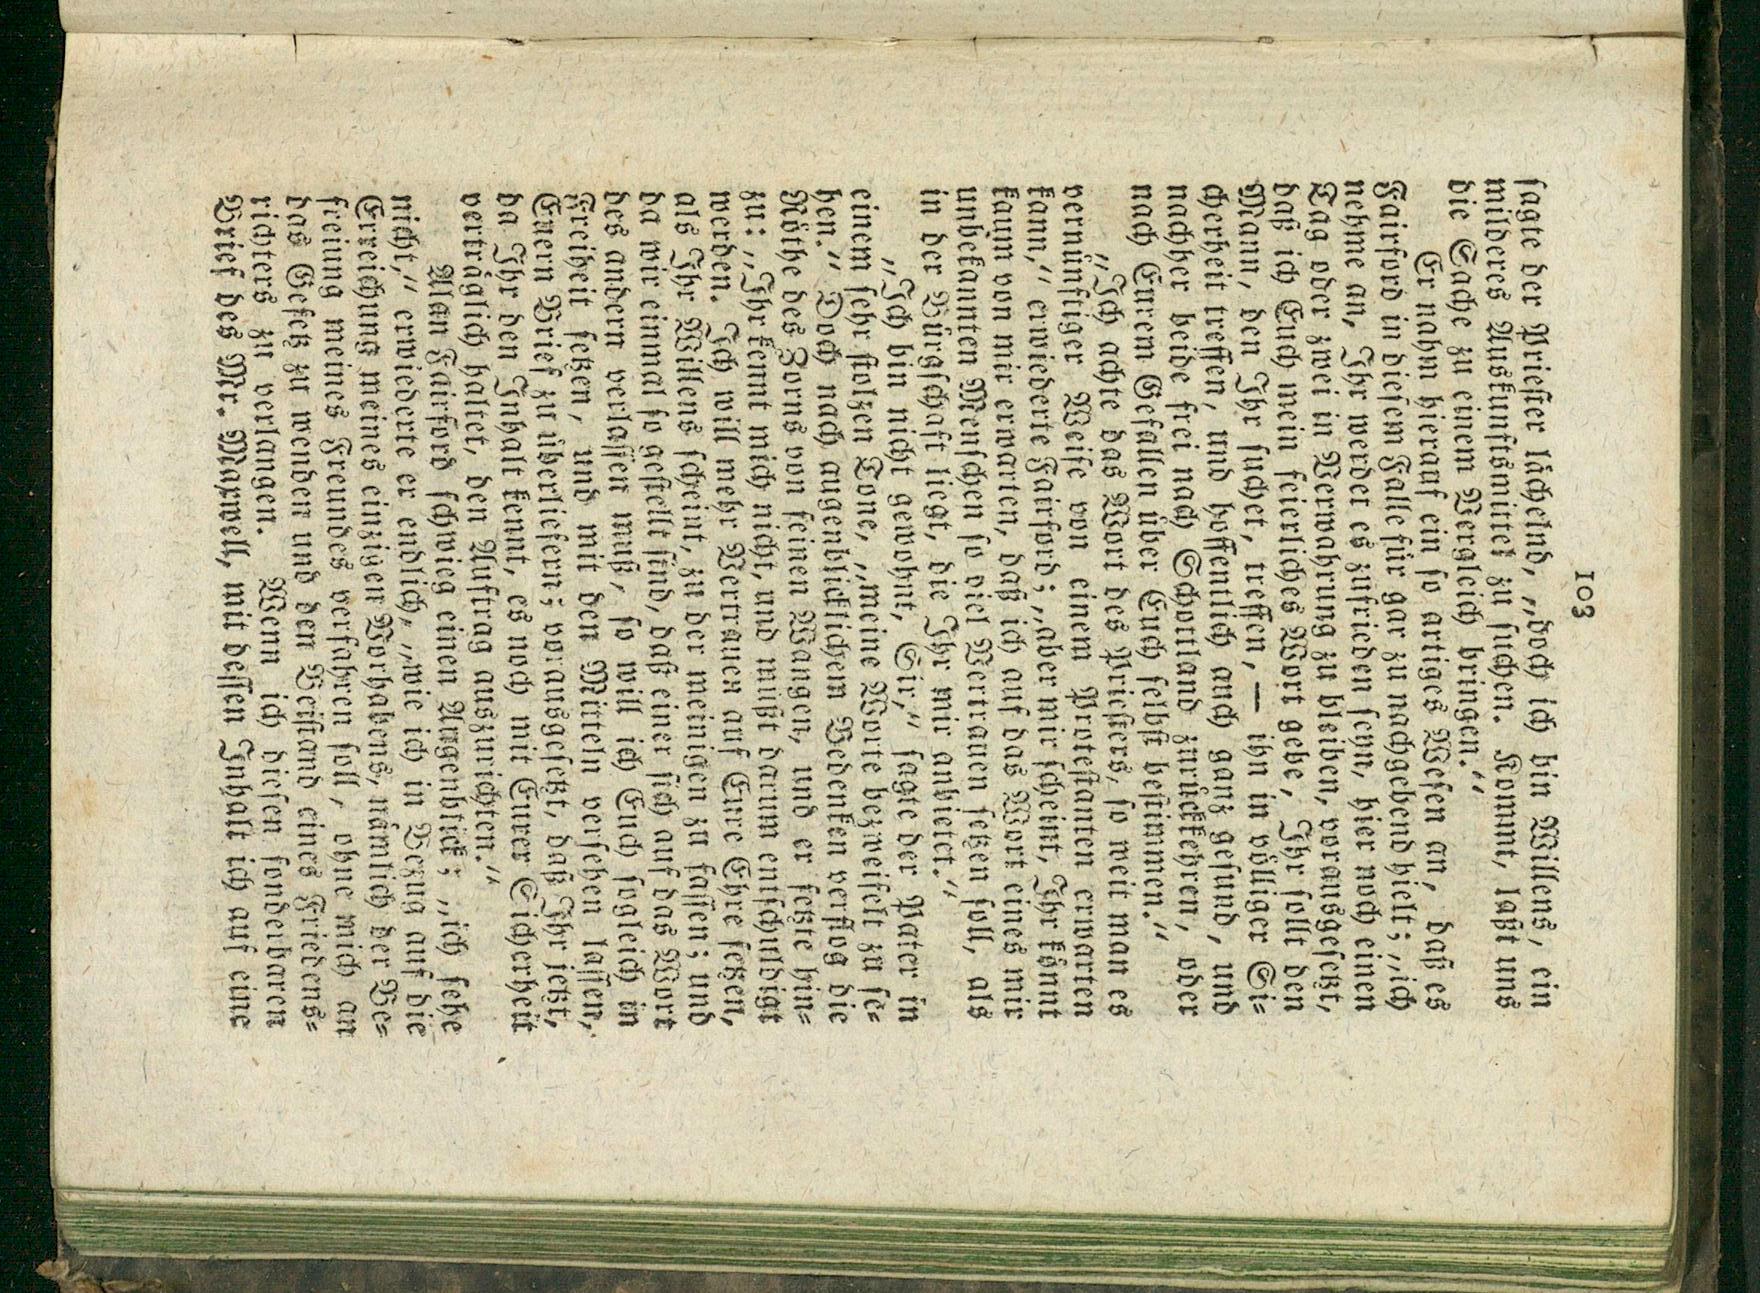 103
sagte der Priester lächelnd, „doch ich bin Willens, ein
milderes Auskunftsmittel zu suchen. Kommt, laßt uns
die Sache zu einem Vergleich bringen.“
Er nahm hierauf ein so artiges Wesen an, daß es
Fairford in diesem Falle für gar zu nachgebend hielt; „ich
nehme an, Ihr werdet es zufrieden seyn, hier noch einen
Tag oder zwei in Verwahrung zu bleiben, vorausgesetzt,
daß ich Euch mein feierliches Wort gebe, Ihr sollt den
Mann, den Ihr suchet, treffen, — ihn in völliger Si-
cherheit treffen, und hoffentlich auch ganz gesund, und
nachher beide frei nach Schottland zurückkehren, oder
nach Eurem Gefallen über Euch selbst bestimmen.“
„Ich achte das Wort des Priesters, so weit man es
vernünftiger Weise von einem Protestanten erwarten
kann,“ erwiederte Fairford; „aber mir scheint, Ihr könnt
kaum von mir erwarten, daß ich auf das Wort eines mir
unbekannten Menschen so viel Vertrauen setzen soll, als
in der Bürgschaft liegt, die Ihr mir anbietet.“
„Ich bin nicht gewohnt, Sir,“ sagte der Pater in
einem sehr stolzen Tone, „meine Worte bezweifelt zu se-
hen.“ Doch nach augenblicklichem Bedenken verflog die
Röthe des Zorns von seinen Wangen, und er setzte hin-
zu: „Ihr kennt mich nicht, und müßt darum entschuldigt
werden. Ich will mehr Vertrauen auf Eure Ehre setzen,
als Ihr Willens scheint, zu der meinigen zu fassen; und
da wir einmal so gestellt sind, daß einer sich auf das Wort
des andern verlassen muß, so will ich Euch sogleich in
Freiheit setzen, und mit den Mitteln versehen lassen,
Euern Brief zu überliefern; vorausgesetzt, daß Ihr jetzt,
da Ihr den Inhalt kennt, es noch mit Eurer Sicherheit
verträglich haltet, den Auftrag auszurichten.“
Alan Fairford schwieg einen Augenblick; „ich sehe
nicht,“ erwiederte er endlich, „wie ich in Bezug auf die
Erreichung meines einzigen Vorhabens, nämlich der Be-
freiung meines Freundes verfahren soll, ohne mich an
das Gesetz zu wenden und den Beistand eines Friedens-
richters zu verlangen. Wenn ich diesen sonderbaren
Brief des Mr. Maxwell, mit dessen Inhalt ich auf eine